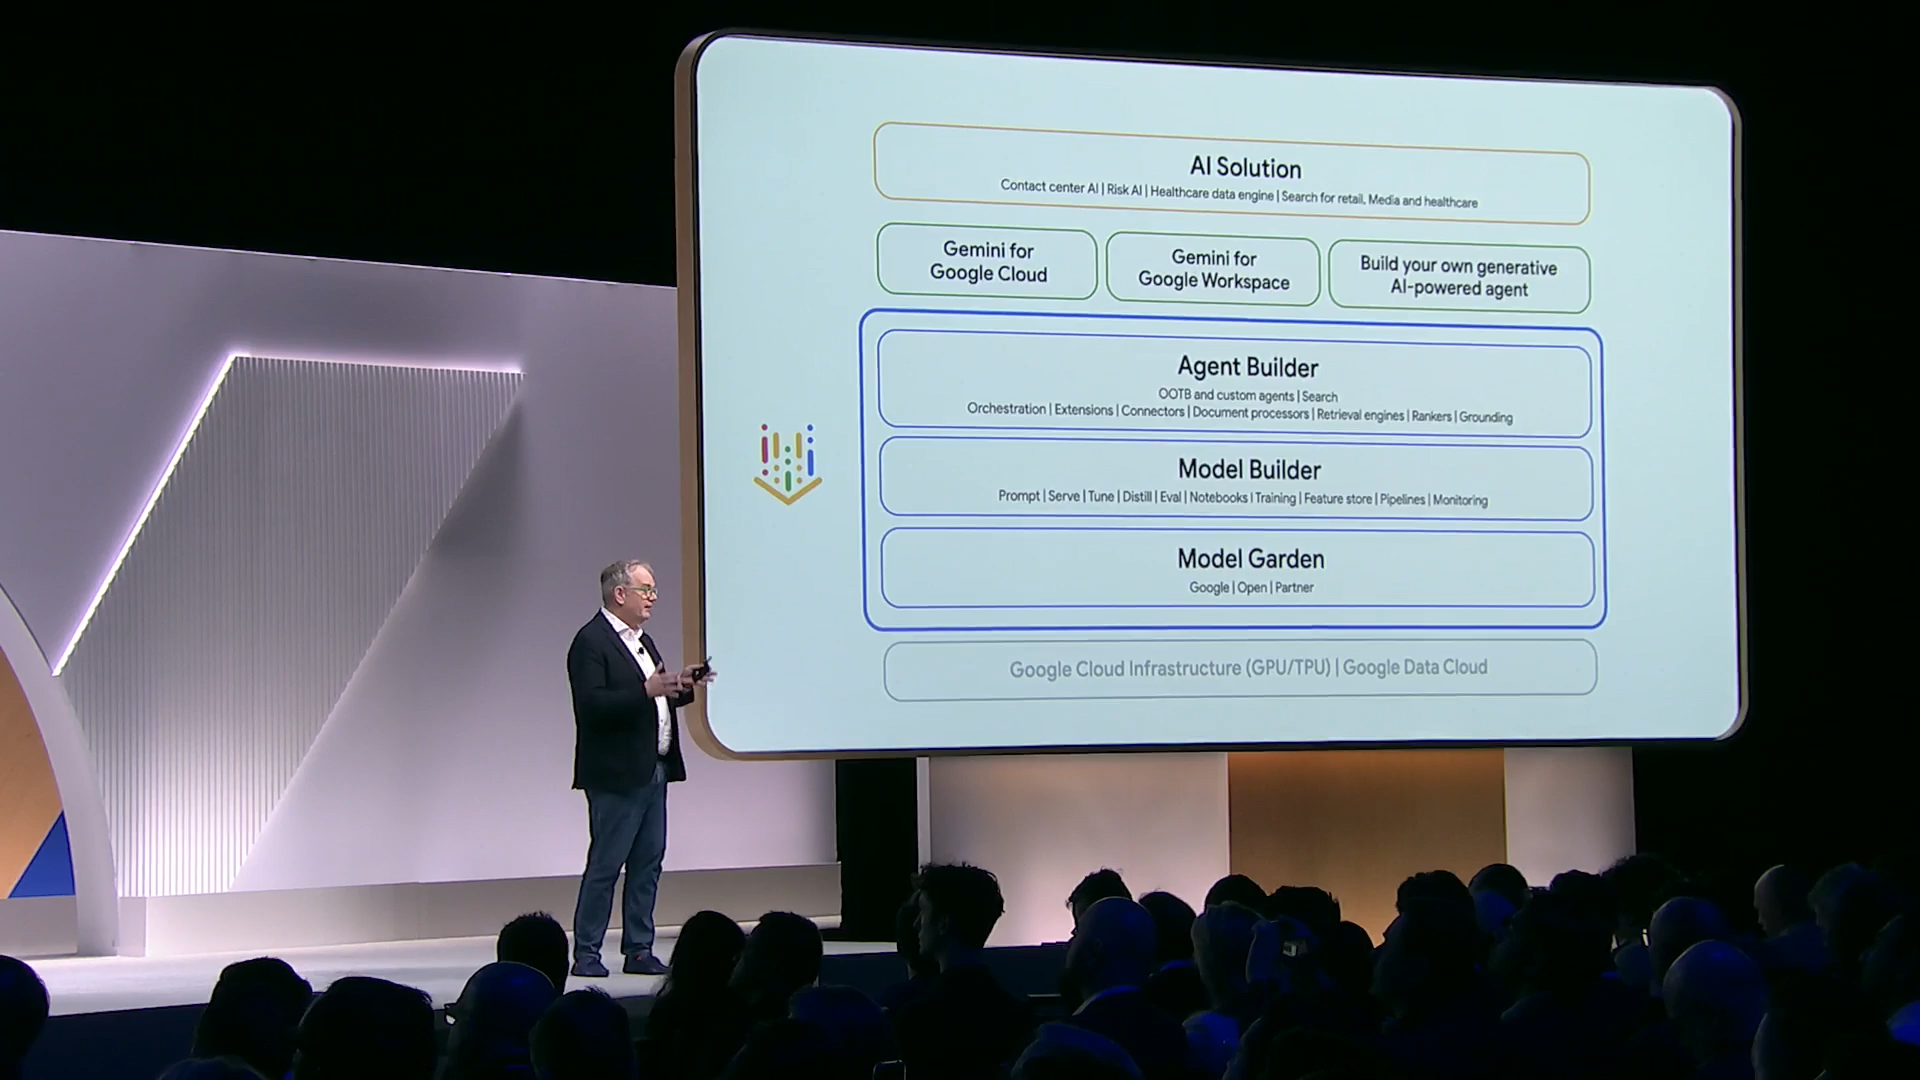 AI Solution
Contact center AI | Risk AI | Healthcare data engine | Search for retail, Media and healthcare
Gemini for
Google Cloud
Gemini for
Google Workspace
Build your own generative
AI-powered agent
Agent Builder
OOTB and custom agents | Search
Orchestration | Extensions | Connectors | Document processors | Retrieval engines | Rankers | Grounding
Model Builder
Prompt | Serve | Tune | Distill | Eval | Notebooks | Training | Feature store | Pipelines | Monitoring
Model Garden
Google | Open | Partner
Google Cloud Infrastructure (GPU/TPU) | Google Data Cloud